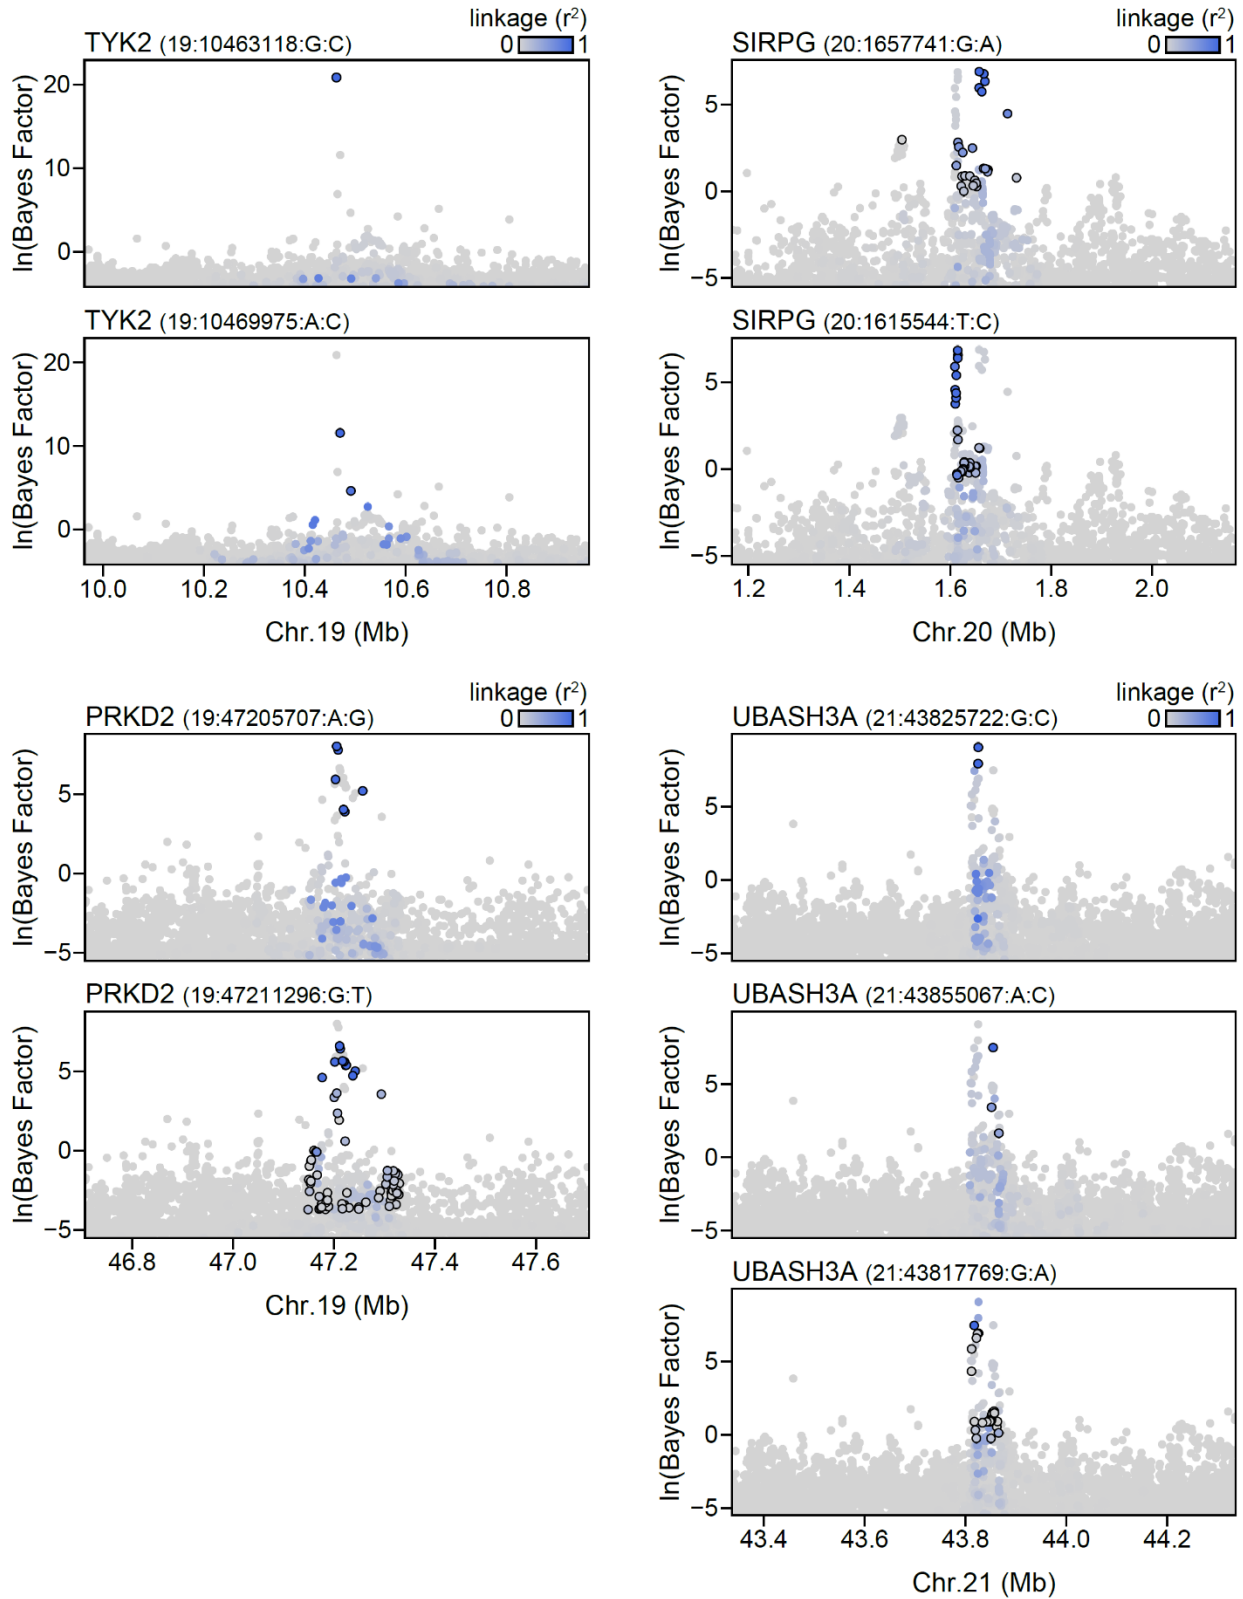 linkage (r²)
TYK2 (19:10463118:G:C)
0 1
ln(Bayes Factor)
20
10
0
TYK2 (19:10469975:A:C)
ln(Bayes Factor)
20
10
0
10.0 10.2 10.4 10.6 10.8
Chr.19 (Mb)
linkage (r²)
SIRPG (20:1657741:G:A)
0 1
ln(Bayes Factor)
5
0
−5
SIRPG (20:1615544:T:C)
ln(Bayes Factor)
5
0
−5
1.2 1.4 1.6 1.8 2.0
Chr.20 (Mb)
linkage (r²)
PRKD2 (19:47205707:A:G)
0 1
ln(Bayes Factor)
5
0
−5
PRKD2 (19:47211296:G:T)
ln(Bayes Factor)
5
0
−5
46.8 47.0 47.2 47.4 47.6
Chr.19 (Mb)
linkage (r²)
UBASH3A (21:43825722:G:C)
0 1
ln(Bayes Factor)
5
0
−5
UBASH3A (21:43855067:A:C)
ln(Bayes Factor)
5
0
−5
UBASH3A (21:43817769:G:A)
ln(Bayes Factor)
5
0
−5
43.4 43.6 43.8 44.0 44.2
Chr.21 (Mb)